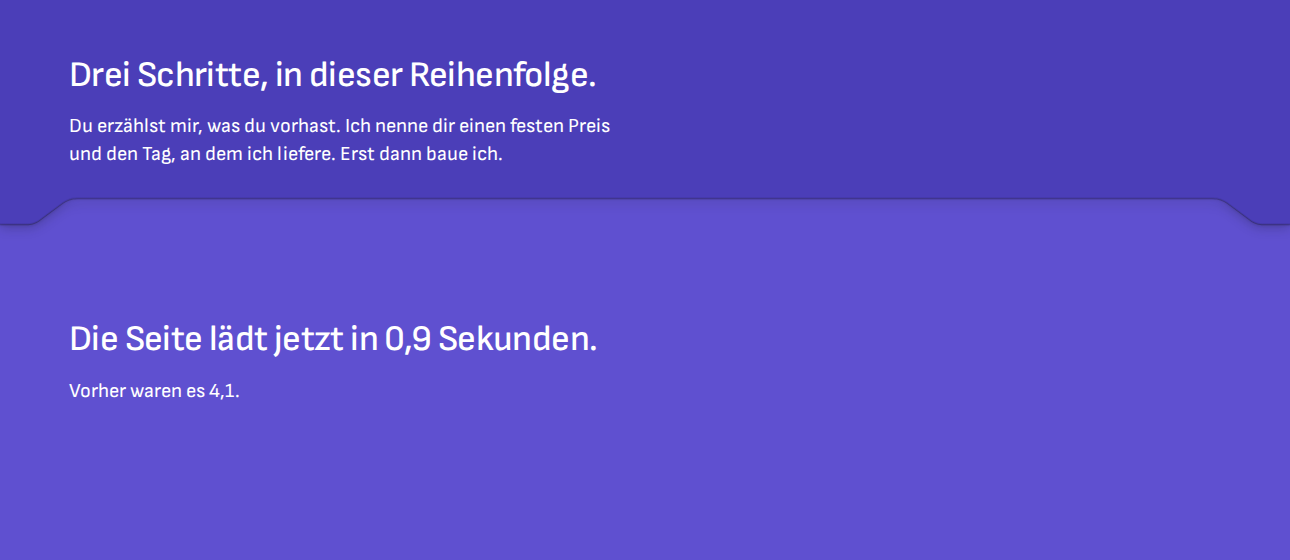 Drei Schritte, in dieser Reihenfolge.
Du erzählst mir, was du vorhast. Ich nenne dir einen festen Preis
und den Tag, an dem ich liefere. Erst dann baue ich.
Die Seite lädt jetzt in 0,9 Sekunden.
Vorher waren es 4,1.